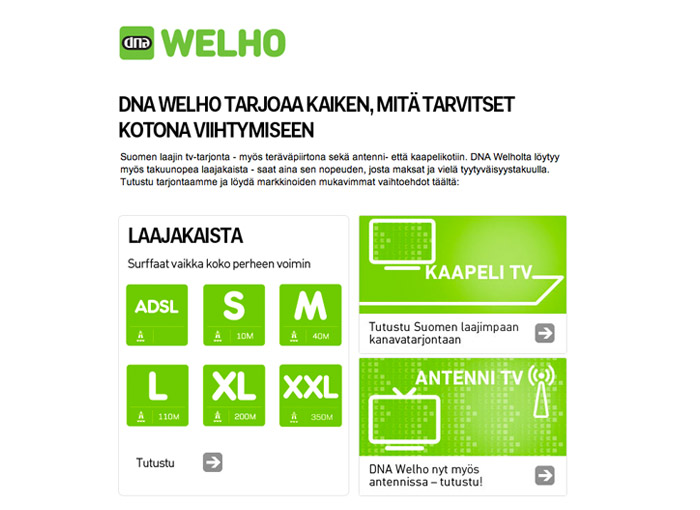 dna WELHO
DNA WELHO TARJOAA KAIKEN, MITÄ TARVITSET
KOTONA VIIHTYMISEEN
Suomen laajin tv-tarjonta - myös teräväpiirtona sekä antenni- että kaapelikotiin. DNA Welholta löytyy
myös takuunopea laajakaista - saat aina sen nopeuden, josta maksat ja vielä tyytyväisyystakuulla.
Tutustu tarjontaamme ja löydä markkinoiden mukavimmat vaihtoehdot täältä:
LAAJAKAISTA
Surffaat vaikka koko perheen voimin
ADSL
S
10M
M
40M
L
110M
XL
200M
XXL
350M
Tutustu
KAAPELI TV
Tutustu Suomen laajimpaan
kanavatarjontaan
ANTENNI TV
DNA Welho nyt myös
antennissa – tutustu!